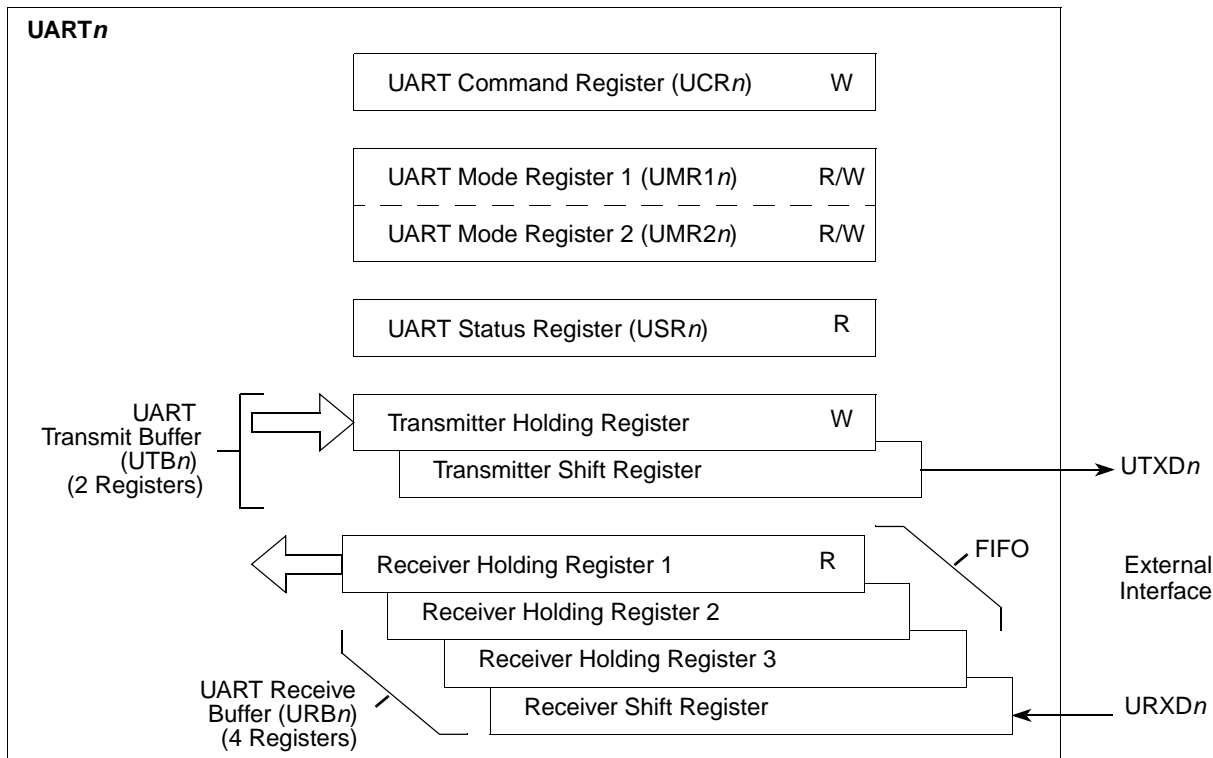 UARTn
UART Command Register (UCRn) W
UART Mode Register 1 (UMR1n) R/W
UART Mode Register 2 (UMR2n) R/W
UART Status Register (USRn) R
UART
Transmit Buffer
(UTBn)
(2 Registers)
Transmitter Holding Register W
Transmitter Shift Register
UTXDn
Receiver Holding Register 1 R
FIFO
External
Interface
Receiver Holding Register 2
Receiver Holding Register 3
UART Receive
Buffer (URBn)
(4 Registers)
Receiver Shift Register
URXDn